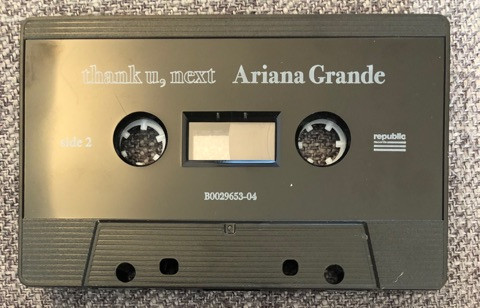 thank u, next Ariana Grande
side 2
republic
B0029653-04